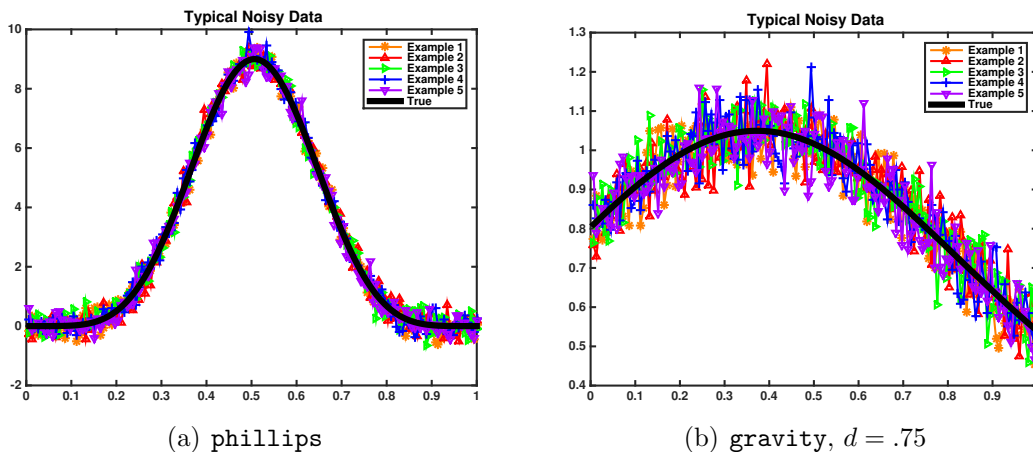 Typical Noisy Data
10
8
6
4
2
0
-2
Example 1
Example 2
Example 3
Example 4
Example 5
True
0 0.1 0.2 0.3 0.4 0.5 0.6 0.7 0.8 0.9 1
(a) phillips
Typical Noisy Data
1.3
1.2
1.1
1
0.9
0.8
0.7
0.6
0.5
0.4
Example 1
Example 2
Example 3
Example 4
Example 5
True
0 0.1 0.2 0.3 0.4 0.5 0.6 0.7 0.8 0.9
(b) gravity, d = .75